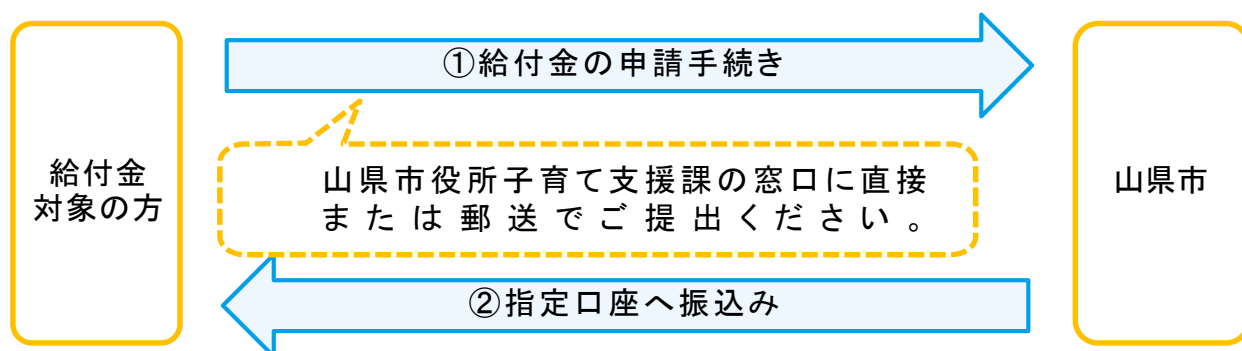 ①給付金の申請手続き
給付金
対象の方
山県市役所子育て支援課の窓口に直接
または郵送でご提出ください。
山県市
②指定口座へ振込み